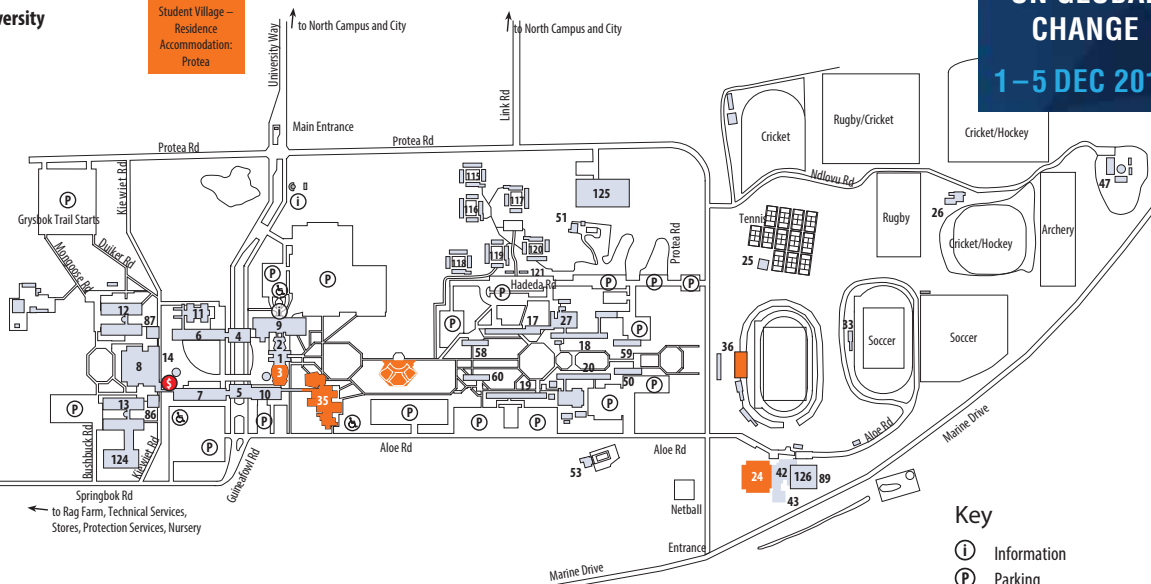 versity
Student Village –
Residence
Accommodation:
Protea
CHANGE
1–5 DEC 201
to North Campus and City
to North Campus and City
University Way
Link Rd
Main Entrance
Protea Rd
Protea Rd
Kiewiet Rd
P
Grysbok Trail Starts
Mongoose Rd
Duiker Rd
i
P
P
i
115
116
117
118
119
120
121
125
51
Hadeda Rd
P
P
P
P
Protea Rd
Cricket
Rugby/Cricket
Cricket/Hockey
Ndlovu Rd
47
Tennis
25
Rugby
26
Cricket/Hockey
Archery
12
87
11
6
4
9
2
1
3
8
14
S
7
5
10
35
13
86
P
P
P
124
Bushbuck Rd
Kiewiet Rd
Guineafowl Rd
P
17
27
P
58
18
59
60
19
20
50
P
P
P
P
P
36
33
Soccer
Soccer
Aloe Rd
Aloe Rd
Aloe Rd
Marine Drive
53
24
42
126
89
43
Netball
Springbok Rd
to Rag Farm, Technical Services,
Stores, Protection Services, Nursery
Entrance
Marine Drive
Key
i Information
P Parking